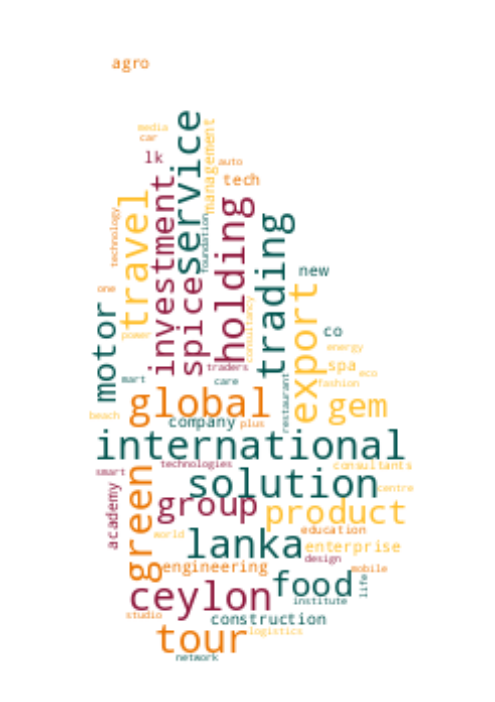 agro
media
car
lk
auto
tech
service
management
investment
travel
technology
foundation
holding
trading
spice
new
one
motor
export
consultancy
power
co
energy
spa
eco
traders
mart
care
fashion
restaurant
global
gem
beach
company
plus
international
smart
technologies
consultants
solution
centre
green
academy
group
product
world
lanka
education
enterprise
design
engineering
mobile
food
life
ceylon
institute
studio
construction
tour
logistics
network